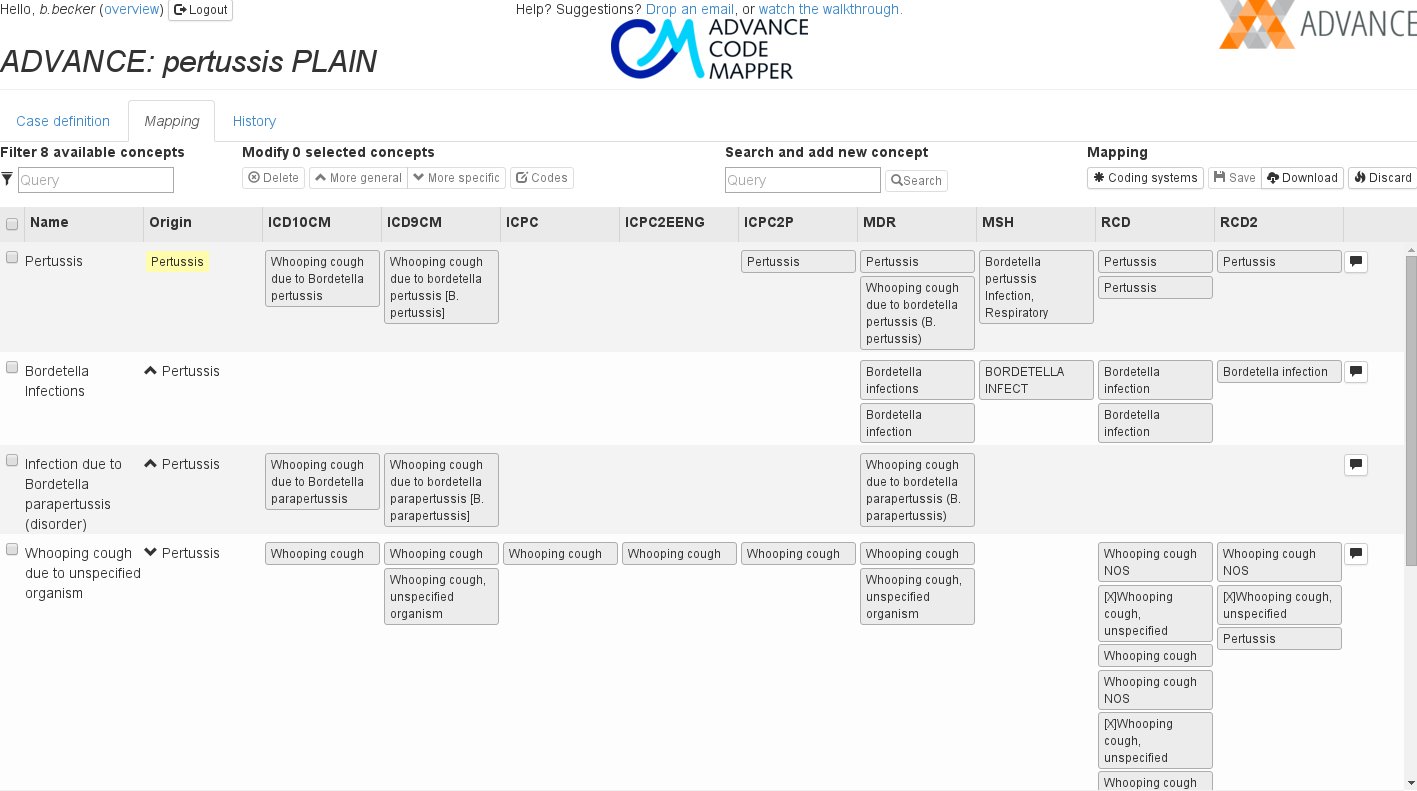 Hello, b.becker (overview) Logout
Help? Suggestions? Drop an email, or watch the walkthrough.
ADVANCE
CODE
MAPPER
ADVANCE
ADVANCE: pertussis PLAIN
Case definition Mapping History
Filter 8 available concepts Modify 0 selected concepts Search and add new concept Mapping
Query Delete More general More specific Codes Query Search Coding systems Save Download Discard
Name Origin ICD10CM ICD9CM ICPC ICPC2EENG ICPC2P MDR MSH RCD RCD2
Pertussis
Pertussis
Whooping cough
due to Bordetella
pertussis
Whooping cough
due to bordetella
pertussis [B.
pertussis]
Pertussis
Pertussis
Whooping cough
due to bordetella
pertussis (B.
pertussis)
Bordetella
pertussis
Infection,
Respiratory
Pertussis
Pertussis
Pertussis
Bordetella
Infections
Pertussis
Bordetella
infections
Bordetella
infection
BORDETELLA
INFECT
Bordetella
infection
Bordetella
infection
Bordetella infection
Infection due to
Bordetella
parapertussis
(disorder)
Pertussis
Whooping cough
due to Bordetella
parapertussis
Whooping cough
due to bordetella
parapertussis [B.
parapertussis]
Whooping cough
due to bordetella
parapertussis (B.
parapertussis)
Whooping cough
due to unspecified
organism
Pertussis
Whooping cough
Whooping cough
Whooping cough,
unspecified
organism
Whooping cough
Whooping cough
Whooping cough
Whooping cough
Whooping cough,
unspecified
organism
Whooping cough
NOS
[X]Whooping
cough,
unspecified
Whooping cough
Whooping cough
NOS
[X]Whooping
cough,
unspecified
Whooping cough
Whooping cough
NOS
[X]Whooping cough,
unspecified
Pertussis